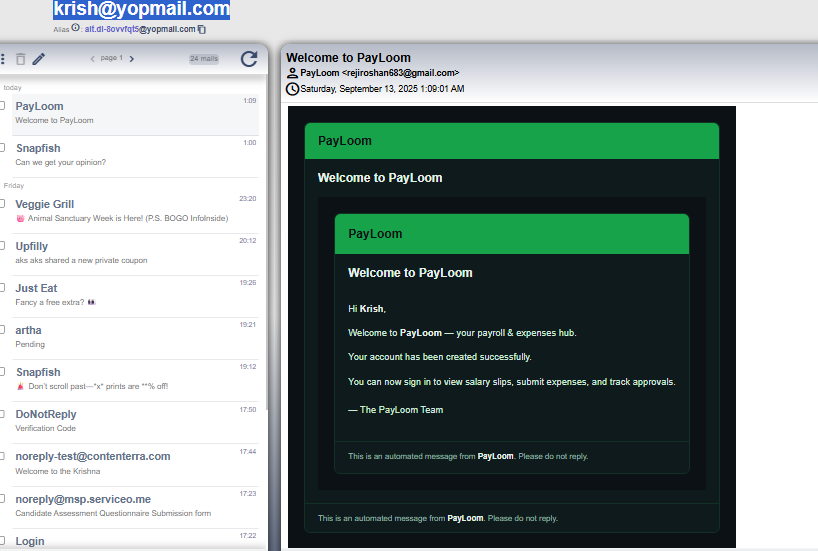 krish@yopmail.com
Alias : alt.di-8ovvfqt5@yopmail.com
page 1
24 mails
today
PayLoom
1:09
Welcome to PayLoom
Snapfish
1:00
Can we get your opinion?
Friday
Veggie Grill
23:20
Animal Sanctuary Week is Here! (P.S. BOGO InfoInside)
Upfilly
20:12
aks aks shared a new private coupon
Just Eat
19:26
Fancy a free extra?
artha
19:21
Pending
Snapfish
19:12
Don't scroll past—*x* prints are **% off!
DoNotReply
17:50
Verification Code
noreply-test@contenterra.com
17:44
Welcome to the Krishna
noreply@msp.serviceo.me
17:23
Candidate Assessment Questionnaire Submission form
Login
17:22
Welcome to PayLoom
PayLoom <rejiroshan683@gmail.com>
Saturday, September 13, 2025 1:09:01 AM
PayLoom
Welcome to PayLoom
PayLoom
Welcome to PayLoom
Hi Krish,
Welcome to PayLoom — your payroll & expenses hub.
Your account has been created successfully.
You can now sign in to view salary slips, submit expenses, and track approvals.
— The PayLoom Team
This is an automated message from PayLoom. Please do not reply.
This is an automated message from PayLoom. Please do not reply.